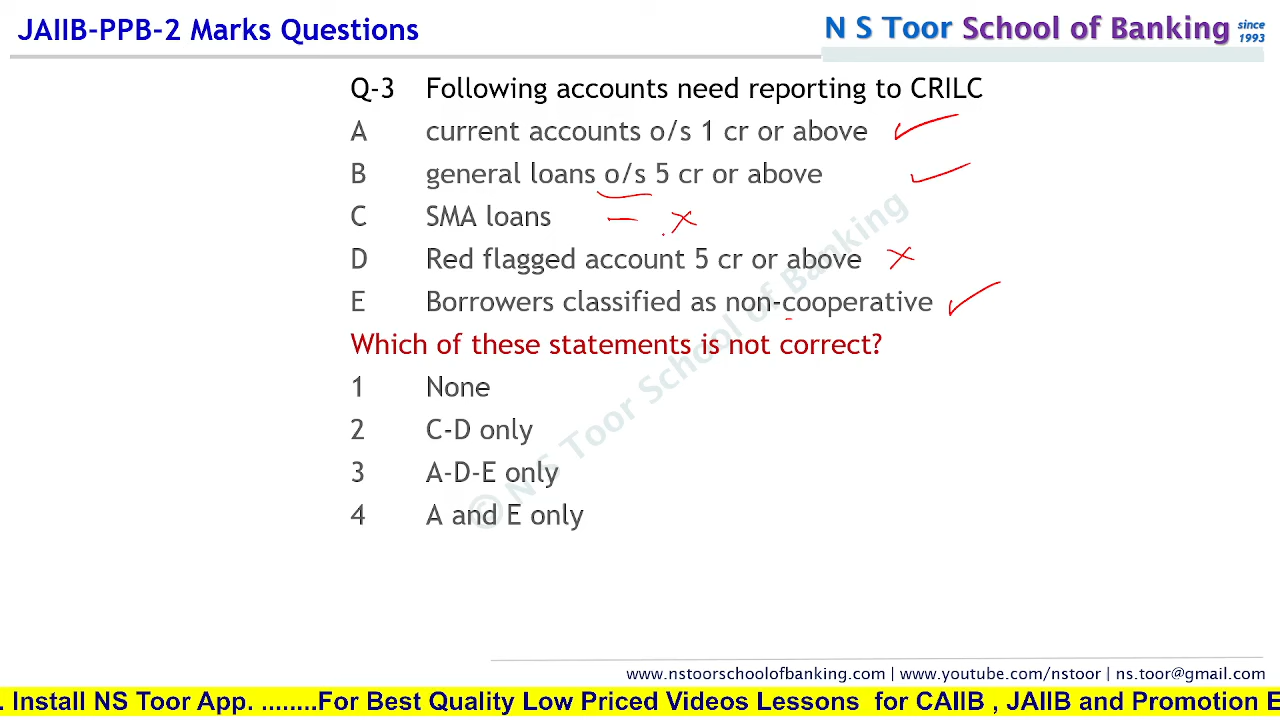 JAIIB-PPB-2 Marks Questions
N S Toor School of Banking since 1993
Q-3 Following accounts need reporting to CRILC
A current accounts o/s 1 cr or above
B general loans o/s 5 cr or above
C SMA loans
D Red flagged account 5 cr or above
E Borrowers classified as non-cooperative
Which of these statements is not correct?
1 None
2 C-D only
3 A-D-E only
4 A and E only
© N S Toor School of Banking
www.nstoorschoolofbanking.com | www.youtube.com/nstoor | ns.toor@gmail.com
. Install NS Toor App. ........For Best Quality Low Priced Videos Lessons for CAIIB , JAIIB and Promotion E